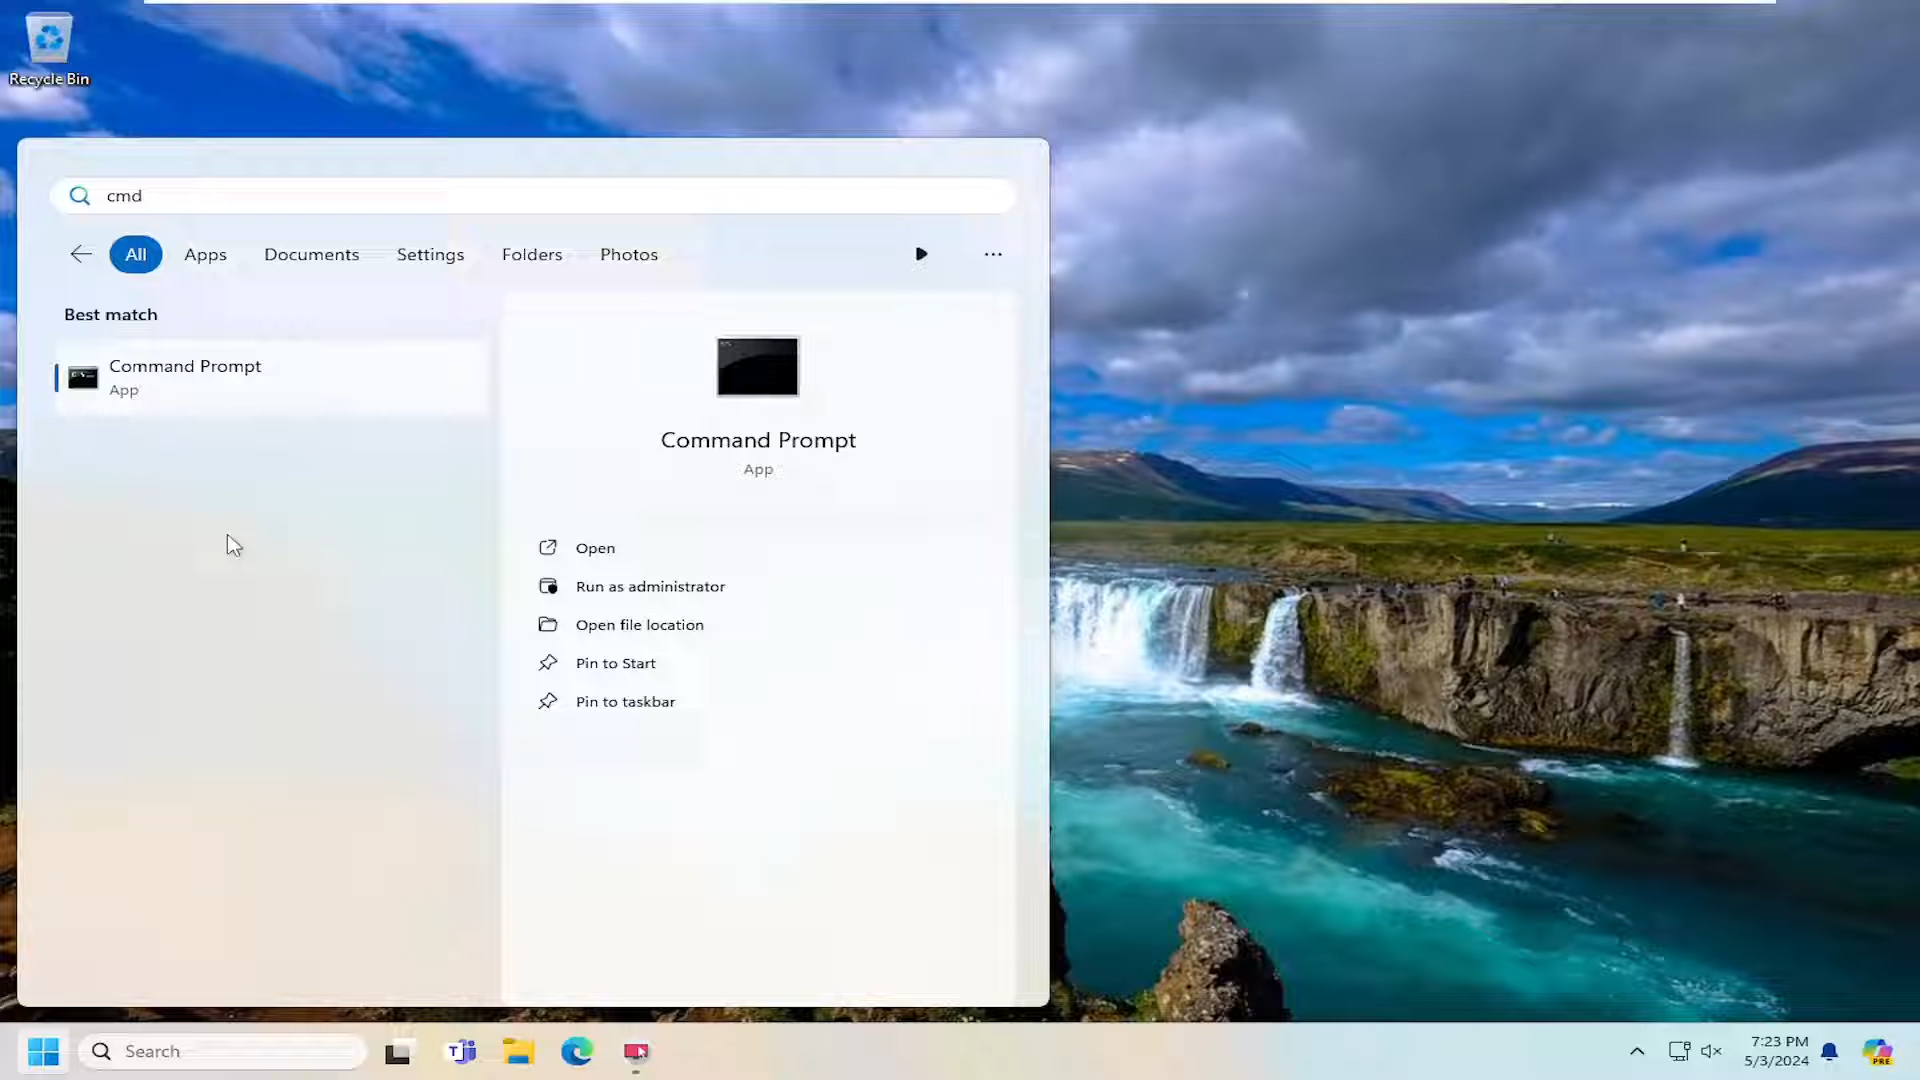 Recycle Bin
cmd
All Apps Documents Settings Folders Photos
Best match
Command Prompt
App
Command Prompt
App
Open
Run as administrator
Open file location
Pin to Start
Pin to taskbar
Search
7:23 PM
5/3/2024
PRE